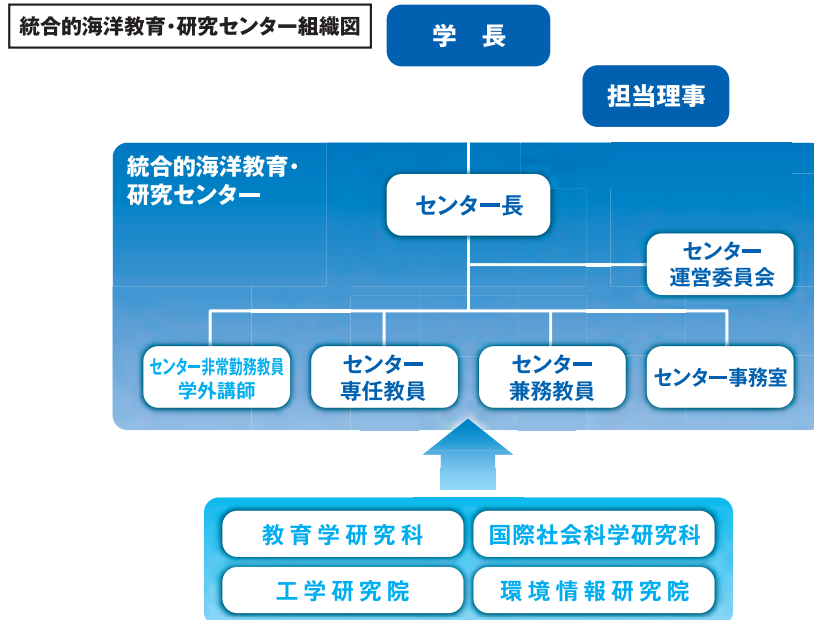 統合的海洋教育・研究センター組織図
学 長
担当理事
統合的海洋教育・
研究センター
センター長
センター
運営委員会
センター非常勤務教員
学外講師
センター
専任教員
センター
兼務教員
センター事務室
教育学研究科
国際社会科学研究科
工学研究院
環境情報研究院